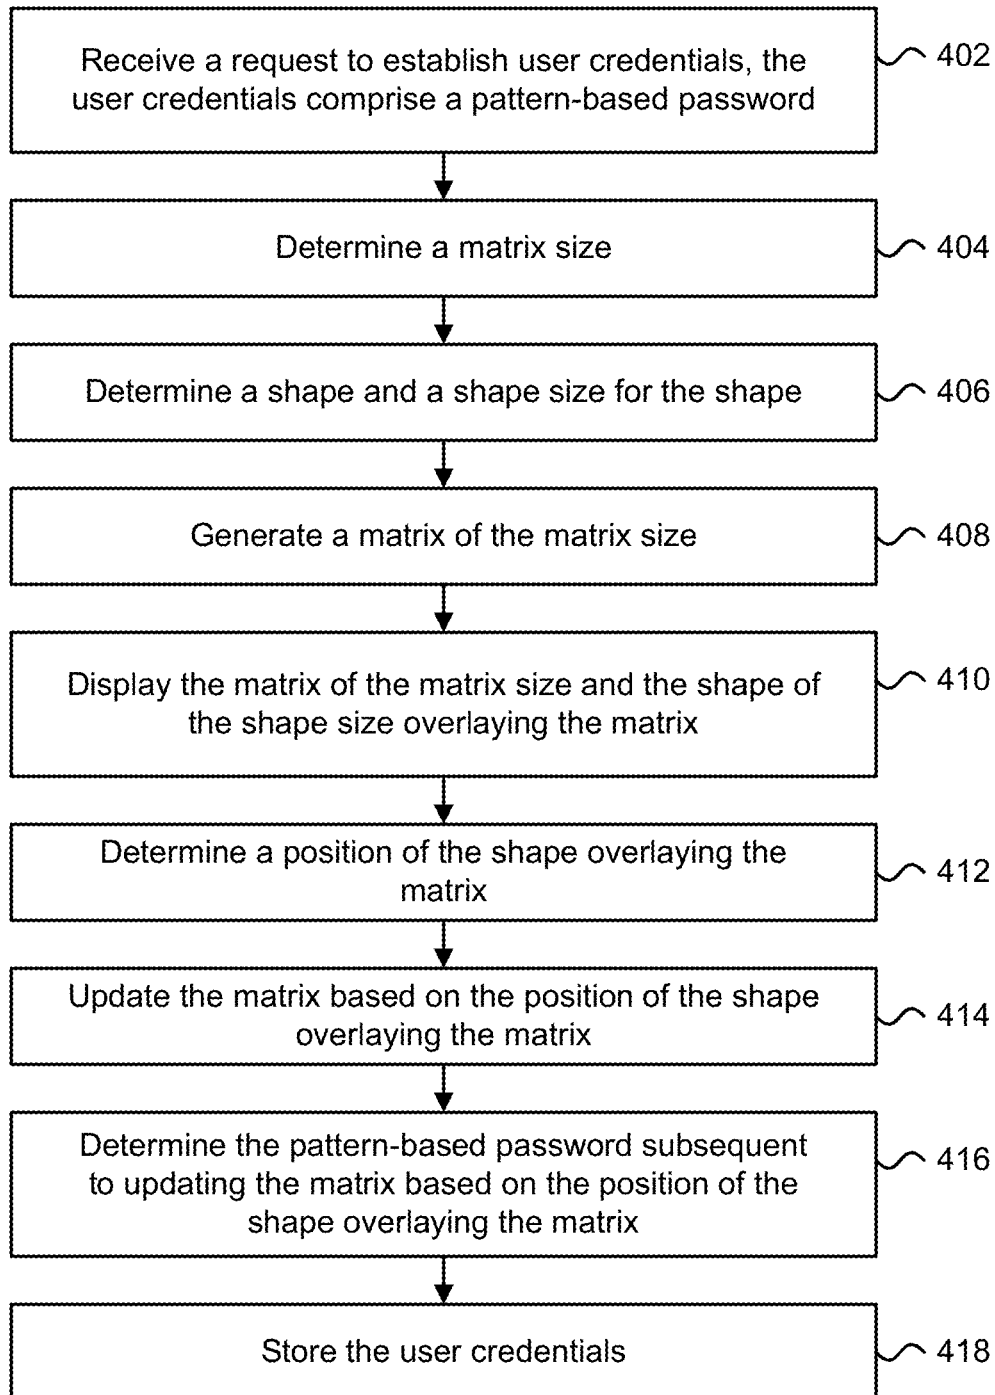 Receive a request to establish user credentials, the
user credentials comprise a pattern-based password
402
Determine a matrix size
404
Determine a shape and a shape size for the shape
406
Generate a matrix of the matrix size
408
Display the matrix of the matrix size and the shape of
the shape size overlaying the matrix
410
Determine a position of the shape overlaying the
matrix
412
Update the matrix based on the position of the shape
overlaying the matrix
414
Determine the pattern-based password subsequent
to updating the matrix based on the position of the
shape overlaying the matrix
416
Store the user credentials
418